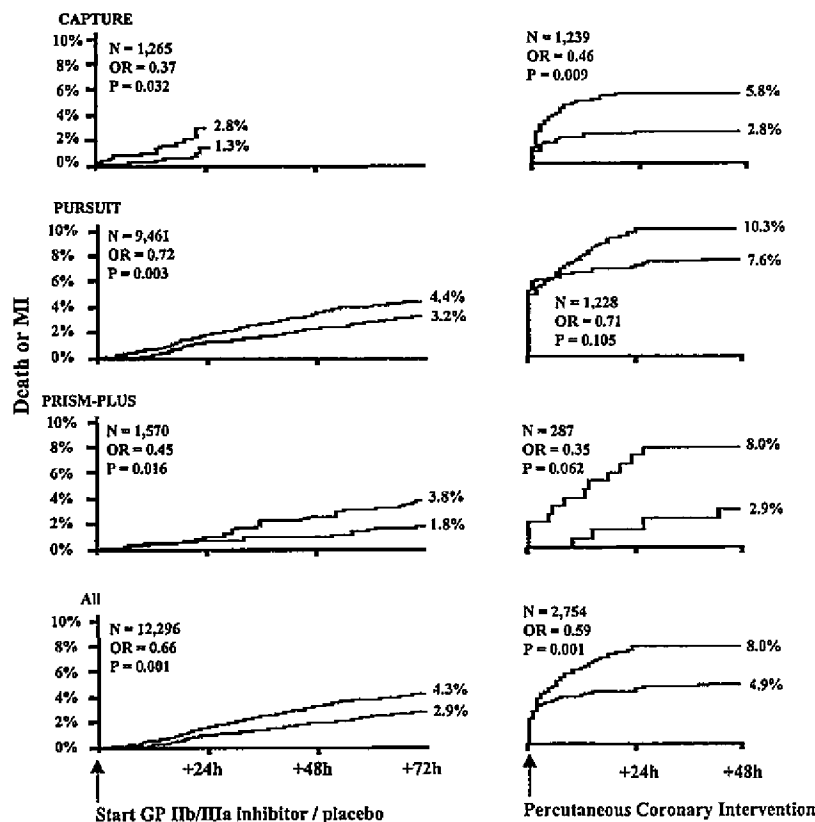 CAPTURE
10%
8%
6%
4%
2%
0%
N = 1,265
OR = 0.37
P = 0.032
2.8%
1.3%
N = 1,239
OR = 0.46
P = 0.009
5.8%
2.8%
PURSUIT
10%
8%
6%
4%
2%
0%
N = 9,461
OR = 0.72
P = 0.003
4.4%
3.2%
10.3%
7.6%
N = 1,228
OR = 0.71
P = 0.105
Death or MI
PRISM-PLUS
10%
8%
6%
4%
2%
0%
N = 1,570
OR = 0.45
P = 0.016
3.8%
1.8%
N = 287
OR = 0.35
P = 0.062
8.0%
2.9%
All
10%
8%
6%
4%
2%
0%
N = 12,296
OR = 0.66
P = 0.001
4.3%
2.9%
N = 2,754
OR = 0.59
P = 0.001
8.0%
4.9%
+24h +48h +72h
+24h +48h
Start GP IIb/IIIa Inhibitor / placebo
Percutaneous Coronary Intervention